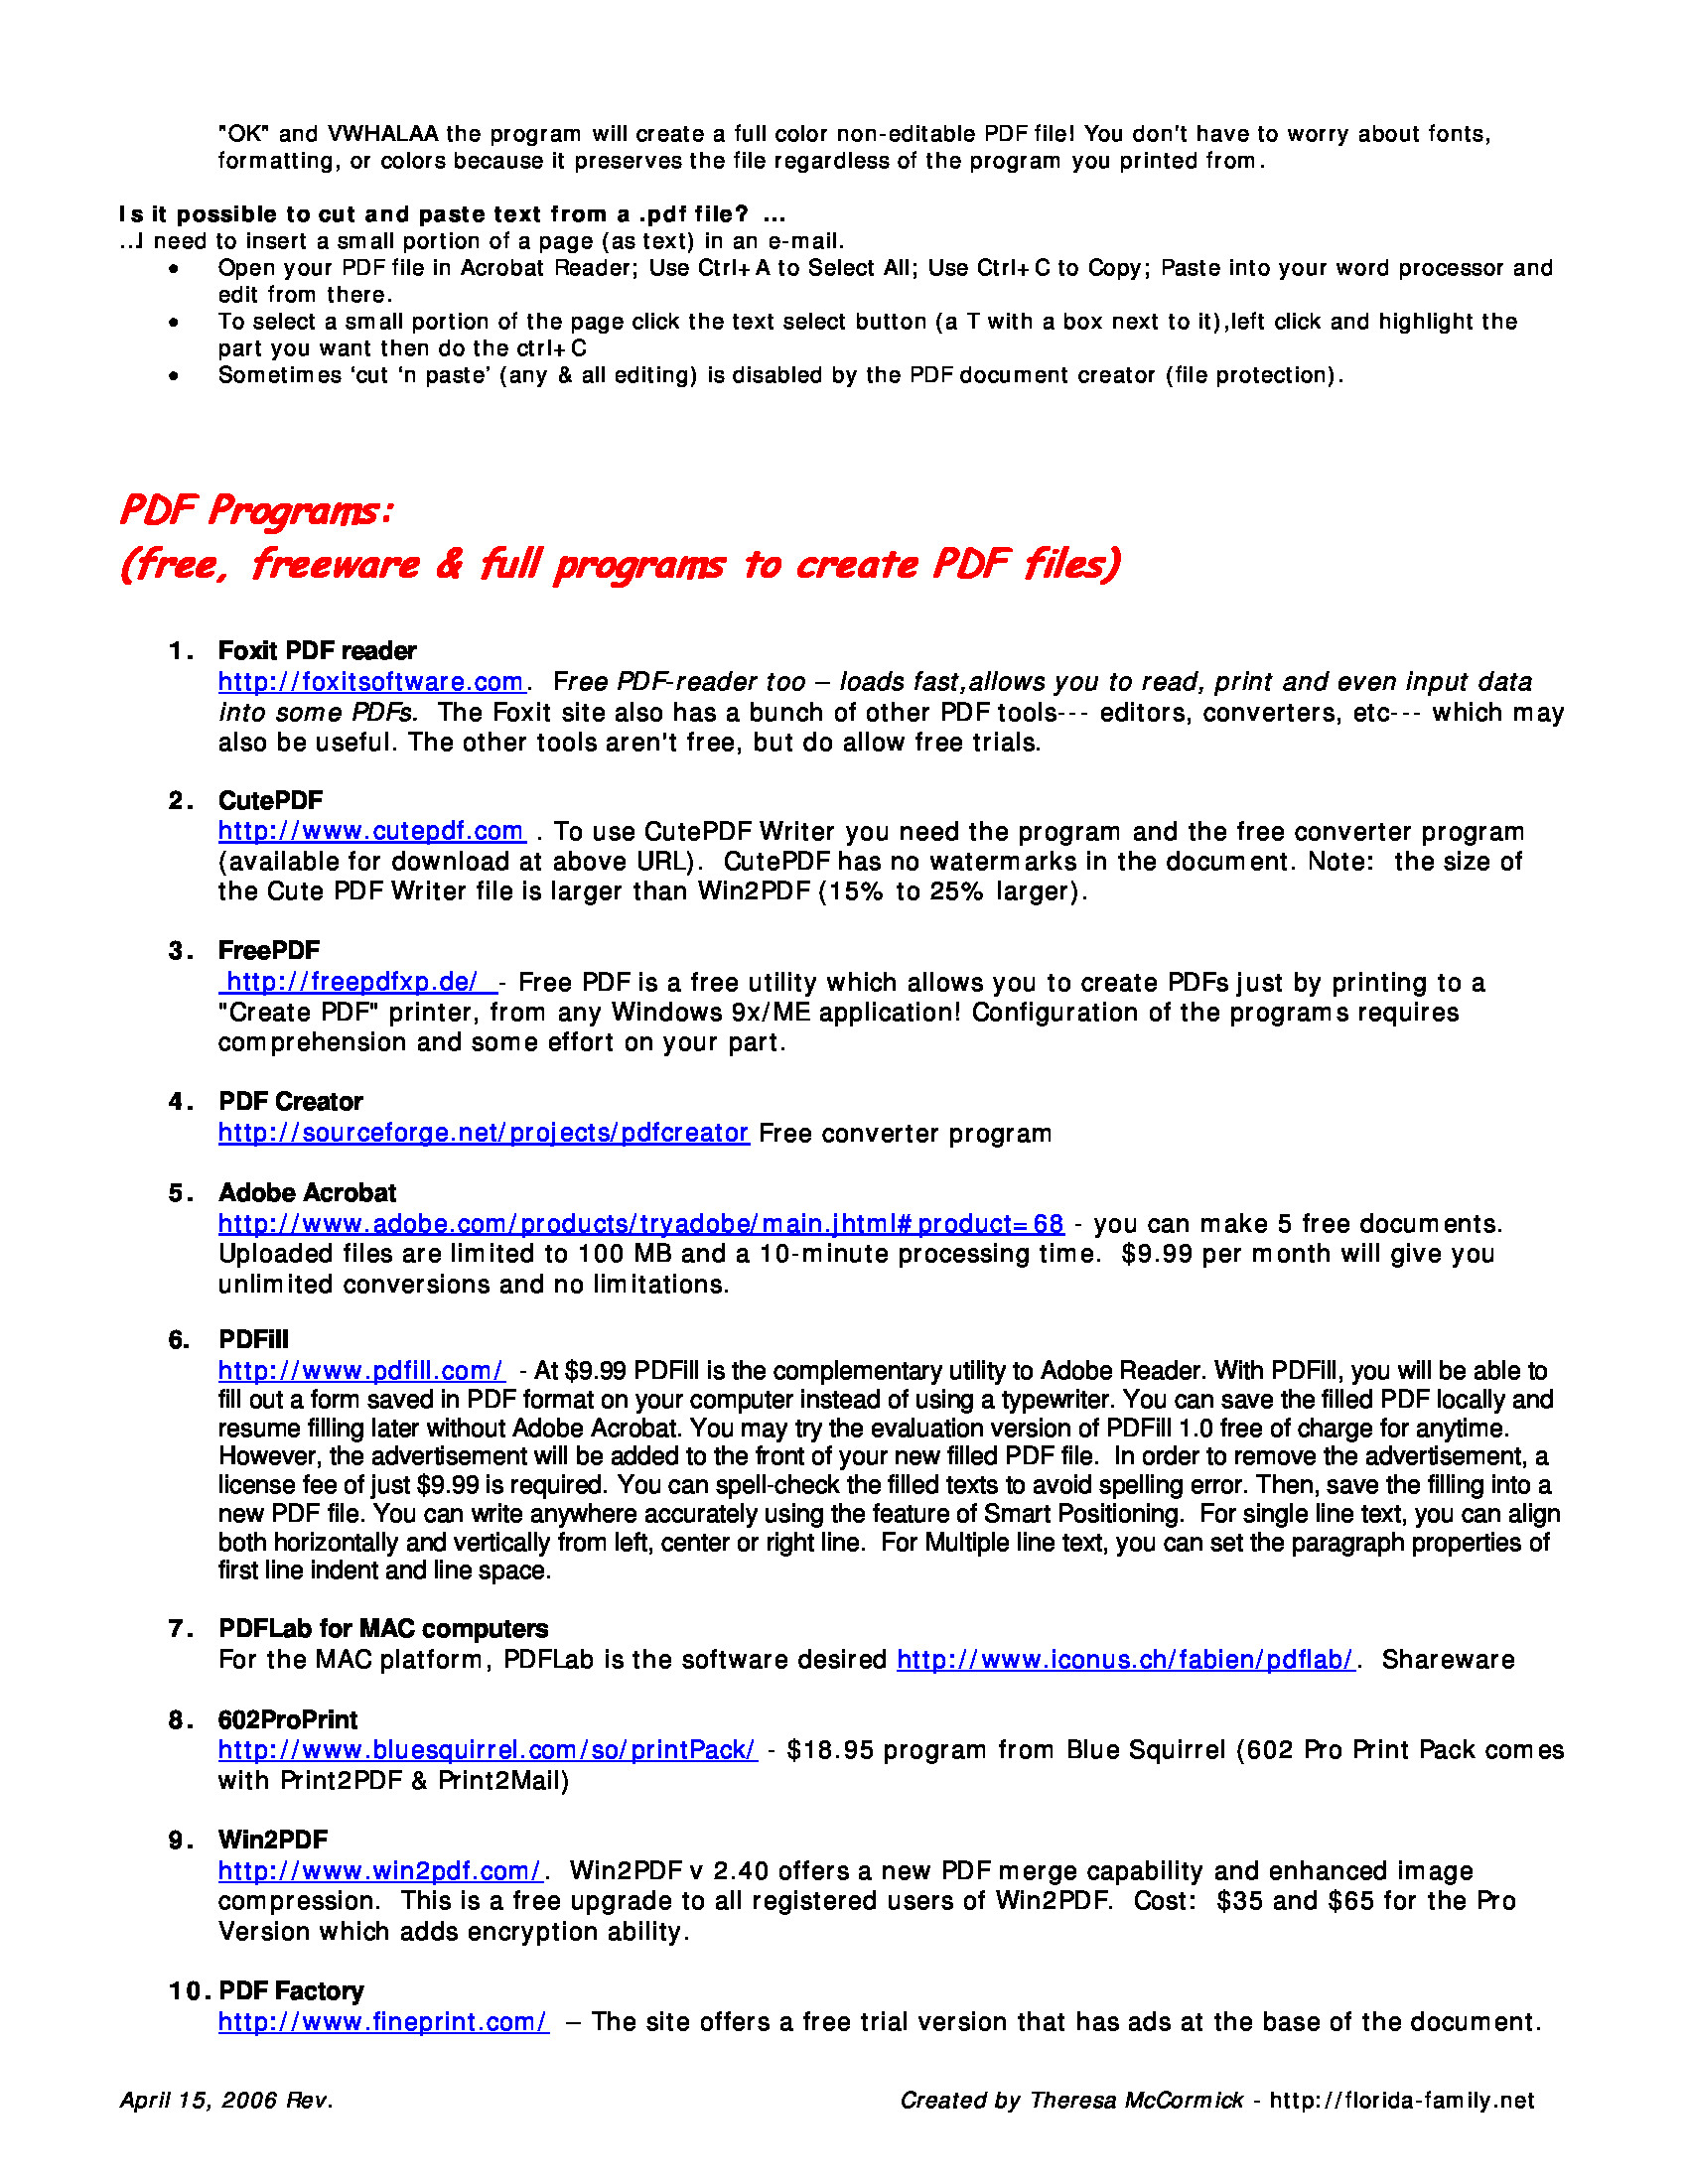 "OK" and VWHALAA the program will create a full color non-editable PDF file! You don't have to worry about fonts,
formatting, or colors because it preserves the file regardless of the program you printed from.
Is it possible to cut and paste text from a .pdf file? ...
...I need to insert a small portion of a page (as text) in an e-mail.
• Open your PDF file in Acrobat Reader; Use Ctrl+A to Select All; Use Ctrl+C to Copy; Paste into your word processor and
edit from there.
• To select a small portion of the page click the text select button (a T with a box next to it),left click and highlight the
part you want then do the ctrl+C
• Sometimes ‘cut ‘n paste’ (any & all editing) is disabled by the PDF document creator (file protection).
PDF Programs:
(free, freeware & full programs to create PDF files)
1. Foxit PDF reader
http://foxitsoftware.com. Free PDF-reader too – loads fast,allows you to read, print and even input data
into some PDFs. The Foxit site also has a bunch of other PDF tools--- editors, converters, etc--- which may
also be useful. The other tools aren't free, but do allow free trials.
2. CutePDF
http://www.cutepdf.com . To use CutePDF Writer you need the program and the free converter program
(available for download at above URL). CutePDF has no watermarks in the document. Note: the size of
the Cute PDF Writer file is larger than Win2PDF (15% to 25% larger).
3. FreePDF
http://freepdfxp.de/ - Free PDF is a free utility which allows you to create PDFs just by printing to a
"Create PDF" printer, from any Windows 9x/ME application! Configuration of the programs requires
comprehension and some effort on your part.
4. PDF Creator
http://sourceforge.net/projects/pdfcreator Free converter program
5. Adobe Acrobat
http://www.adobe.com/products/tryadobe/main.jhtml#product=68 - you can make 5 free documents.
Uploaded files are limited to 100 MB and a 10-minute processing time. $9.99 per month will give you
unlimited conversions and no limitations.
6. PDFill
http://www.pdfill.com/ - At $9.99 PDFill is the complementary utility to Adobe Reader. With PDFill, you will be able to
fill out a form saved in PDF format on your computer instead of using a typewriter. You can save the filled PDF locally and
resume filling later without Adobe Acrobat. You may try the evaluation version of PDFill 1.0 free of charge for anytime.
However, the advertisement will be added to the front of your new filled PDF file. In order to remove the advertisement, a
license fee of just $9.99 is required. You can spell-check the filled texts to avoid spelling error. Then, save the filling into a
new PDF file. You can write anywhere accurately using the feature of Smart Positioning. For single line text, you can align
both horizontally and vertically from left, center or right line. For Multiple line text, you can set the paragraph properties of
first line indent and line space.
7. PDFLab for MAC computers
For the MAC platform, PDFLab is the software desired http://www.iconus.ch/fabien/pdflab/. Shareware
8. 602ProPrint
http://www.bluesquirrel.com/so/printPack/ - $18.95 program from Blue Squirrel (602 Pro Print Pack comes
with Print2PDF & Print2Mail)
9. Win2PDF
http://www.win2pdf.com/. Win2PDF v 2.40 offers a new PDF merge capability and enhanced image
compression. This is a free upgrade to all registered users of Win2PDF. Cost: $35 and $65 for the Pro
Version which adds encryption ability.
10. PDF Factory
http://www.fineprint.com/ – The site offers a free trial version that has ads at the base of the document.
April 15, 2006 Rev. Created by Theresa McCormick - http://florida-family.net